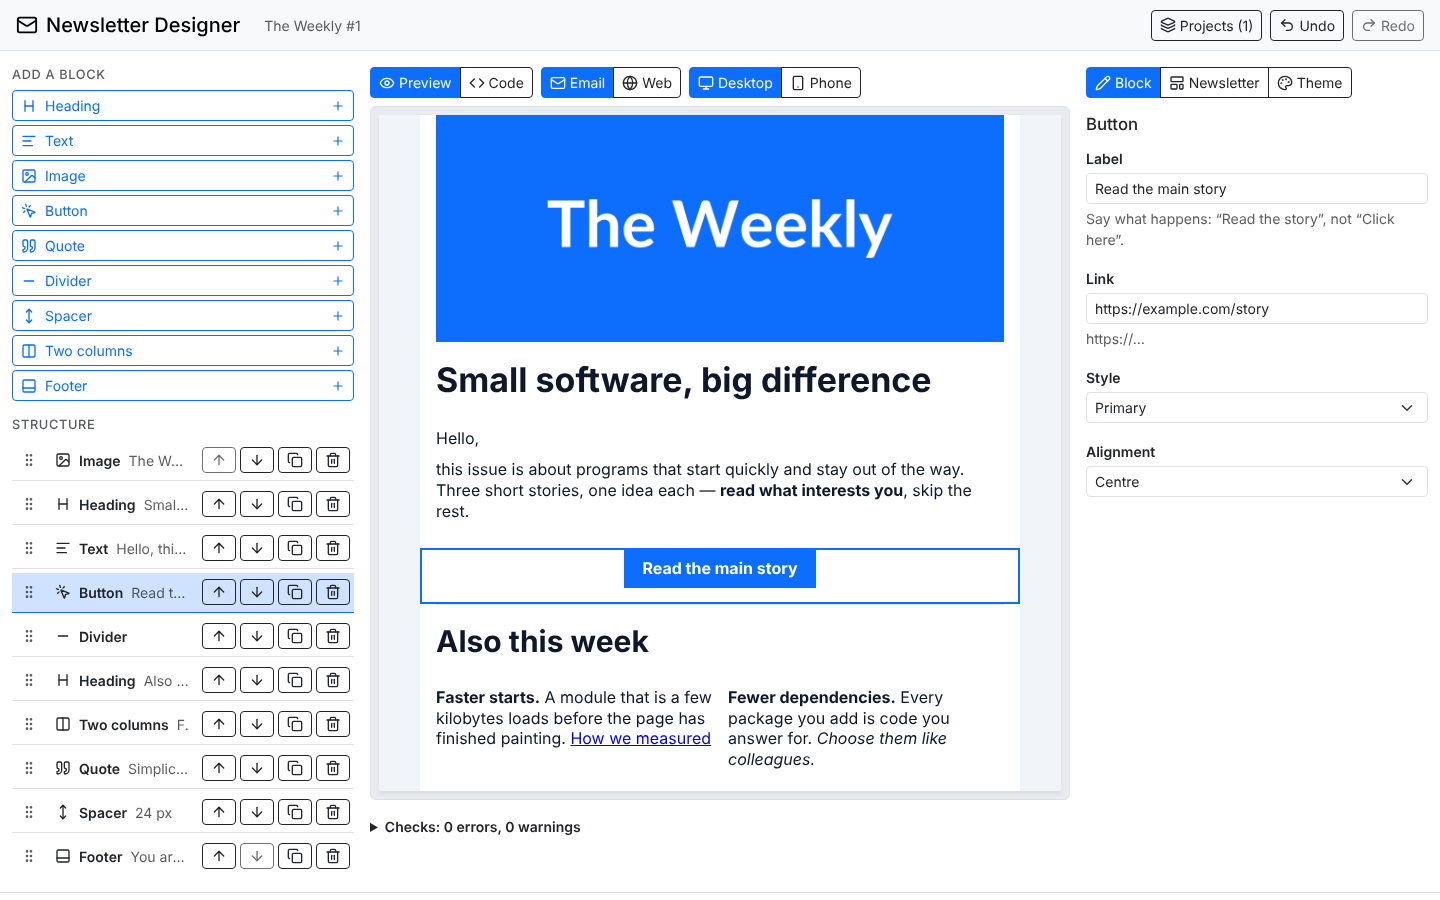 Newsletter Designer
The Weekly #1
Projects (1)
Undo
Redo
ADD A BLOCK
Heading
Text
Image
Button
Quote
Divider
Spacer
Two columns
Footer
STRUCTURE
Image The W...
Heading Smal...
Text Hello, thi...
Button Read t...
Divider
Heading Also ...
Two columns F.
Quote Simplic...
Spacer 24 px
Footer You ar...
Preview
Code
Email
Web
Desktop
Phone
The Weekly
Small software, big difference
Hello,
this issue is about programs that start quickly and stay out of the way.
Three short stories, one idea each — read what interests you, skip the
rest.
Read the main story
Also this week
Faster starts. A module that is a few
kilobytes loads before the page has
finished painting. How we measured
Fewer dependencies. Every
package you add is code you
answer for. Choose them like
colleagues.
Checks: 0 errors, 0 warnings
Block
Newsletter
Theme
Button
Label
Read the main story
Say what happens: “Read the story”, not “Click
here”.
Link
https://example.com/story
https://...
Style
Primary
Alignment
Centre